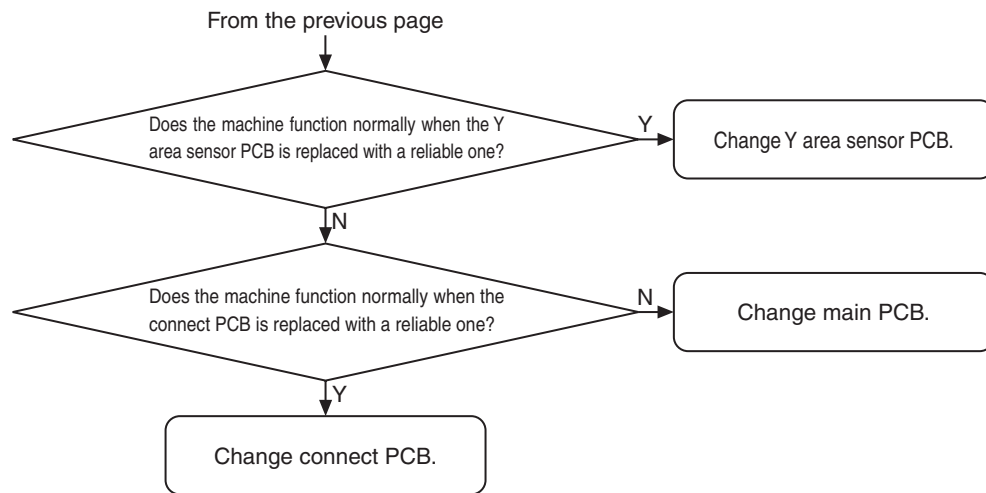 From the previous page
Does the machine function normally when the Y
area sensor PCB is replaced with a reliable one?
Y
Change Y area sensor PCB.
N
Does the machine function normally when the
connect PCB is replaced with a reliable one?
N
Change main PCB.
Y
Change connect PCB.